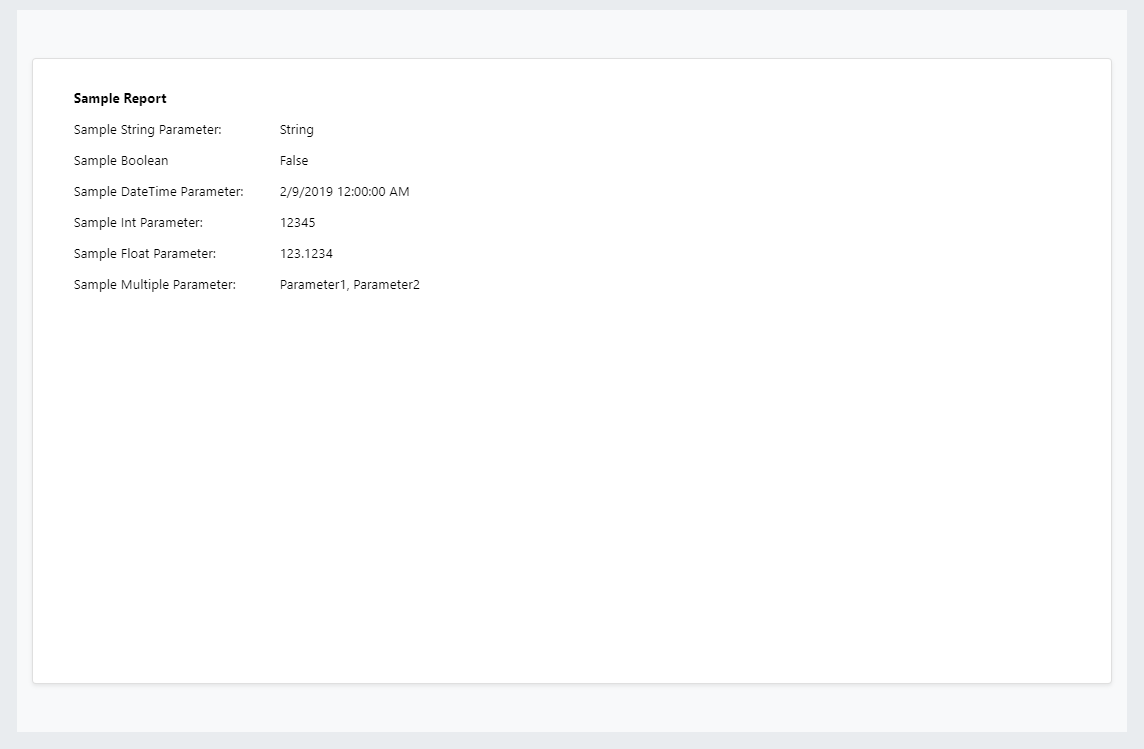 Sample Report
Sample String Parameter: String
Sample Boolean False
Sample DateTime Parameter: 2/9/2019 12:00:00 AM
Sample Int Parameter: 12345
Sample Float Parameter: 123.1234
Sample Multiple Parameter: Parameter1, Parameter2